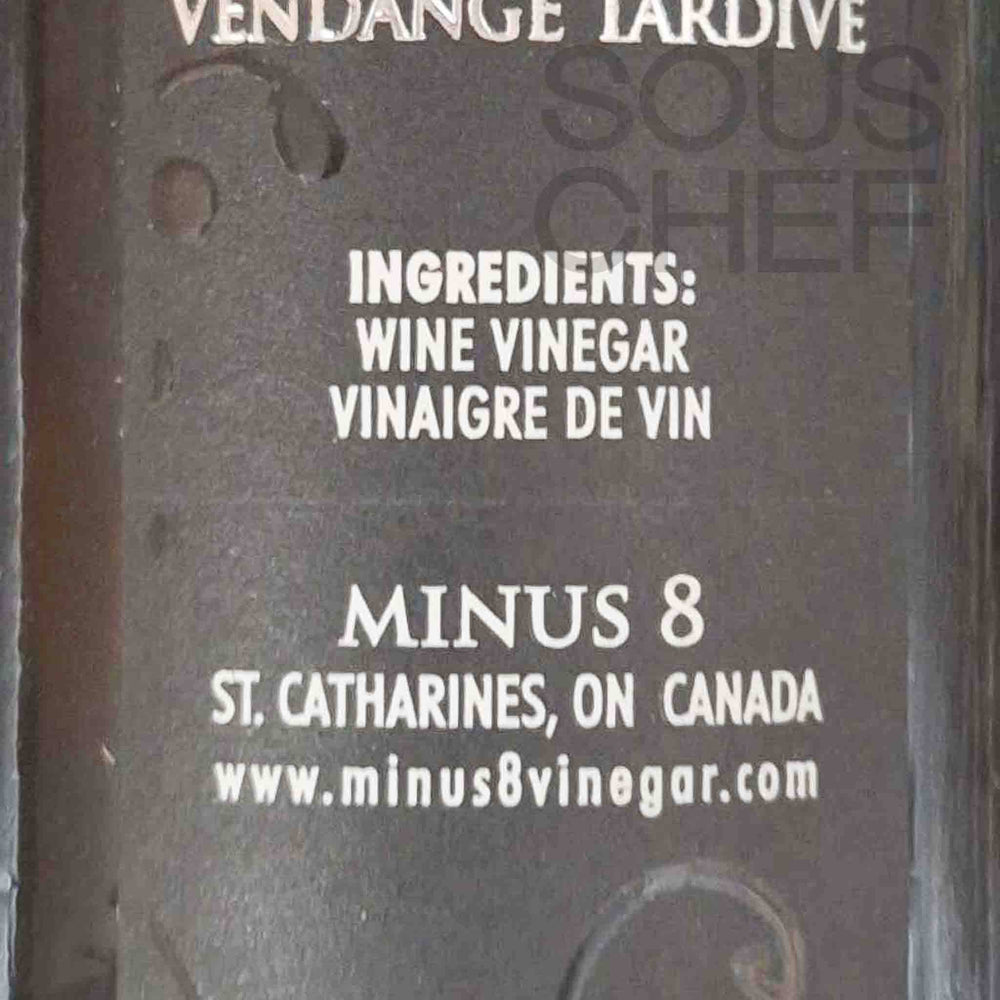 VENDANGE TARDIVE
SOUS
CHEF
INGREDIENTS:
WINE VINEGAR
VINAIGRE DE VIN
MINUS 8
ST. CATHARINES, ON CANADA
www.minus8vinegar.com